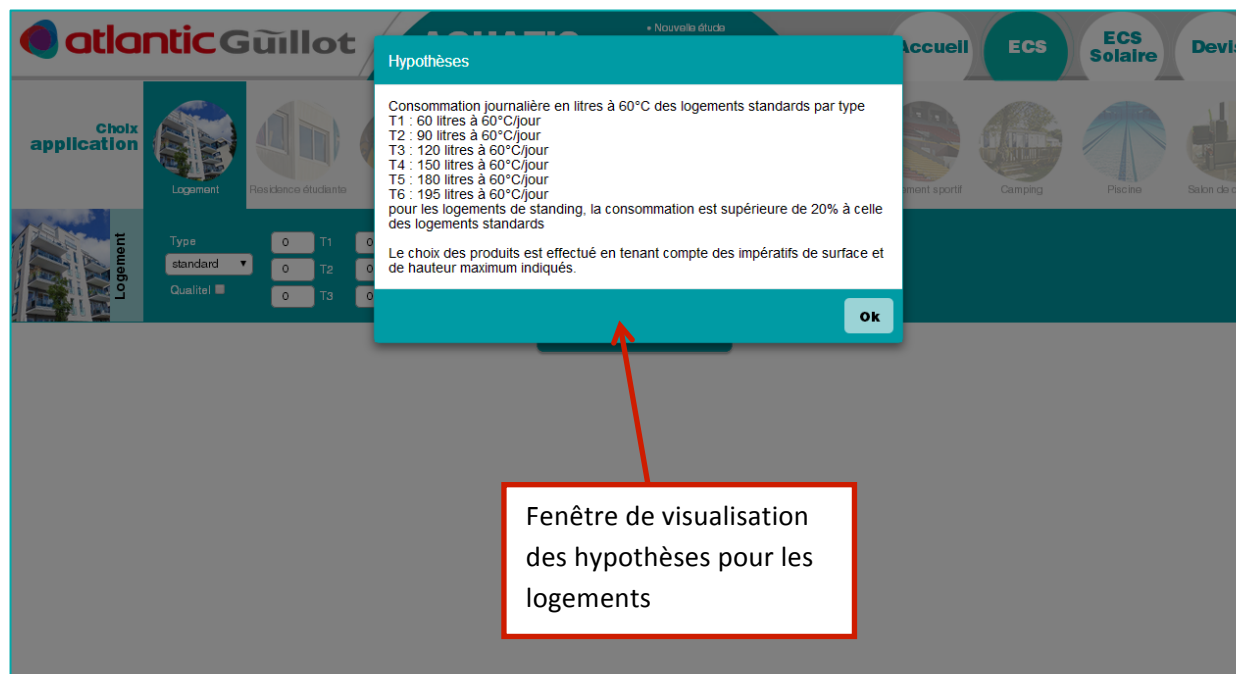 atlantic Guillot
• Nouvelle étude
Accueil
ECS
ECS
Solaire
Choix
application
Logement
Résidence étudiante
Camping
Piscine
Logement
Type
standard
Qualitel
0 T1
0 T2
0 T3
Hypothèses
Consommation journalière en litres à 60°C des logements standards par type
T1 : 60 litres à 60°C/jour
T2 : 90 litres à 60°C/jour
T3 : 120 litres à 60°C/jour
T4 : 150 litres à 60°C/jour
T5 : 180 litres à 60°C/jour
T6 : 195 litres à 60°C/jour
pour les logements de standing, la consommation est supérieure de 20% à celle
des logements standards
Le choix des produits est effectué en tenant compte des impératifs de surface et
de hauteur maximum indiqués.
Ok
Fenêtre de visualisation
des hypothèses pour les
logements